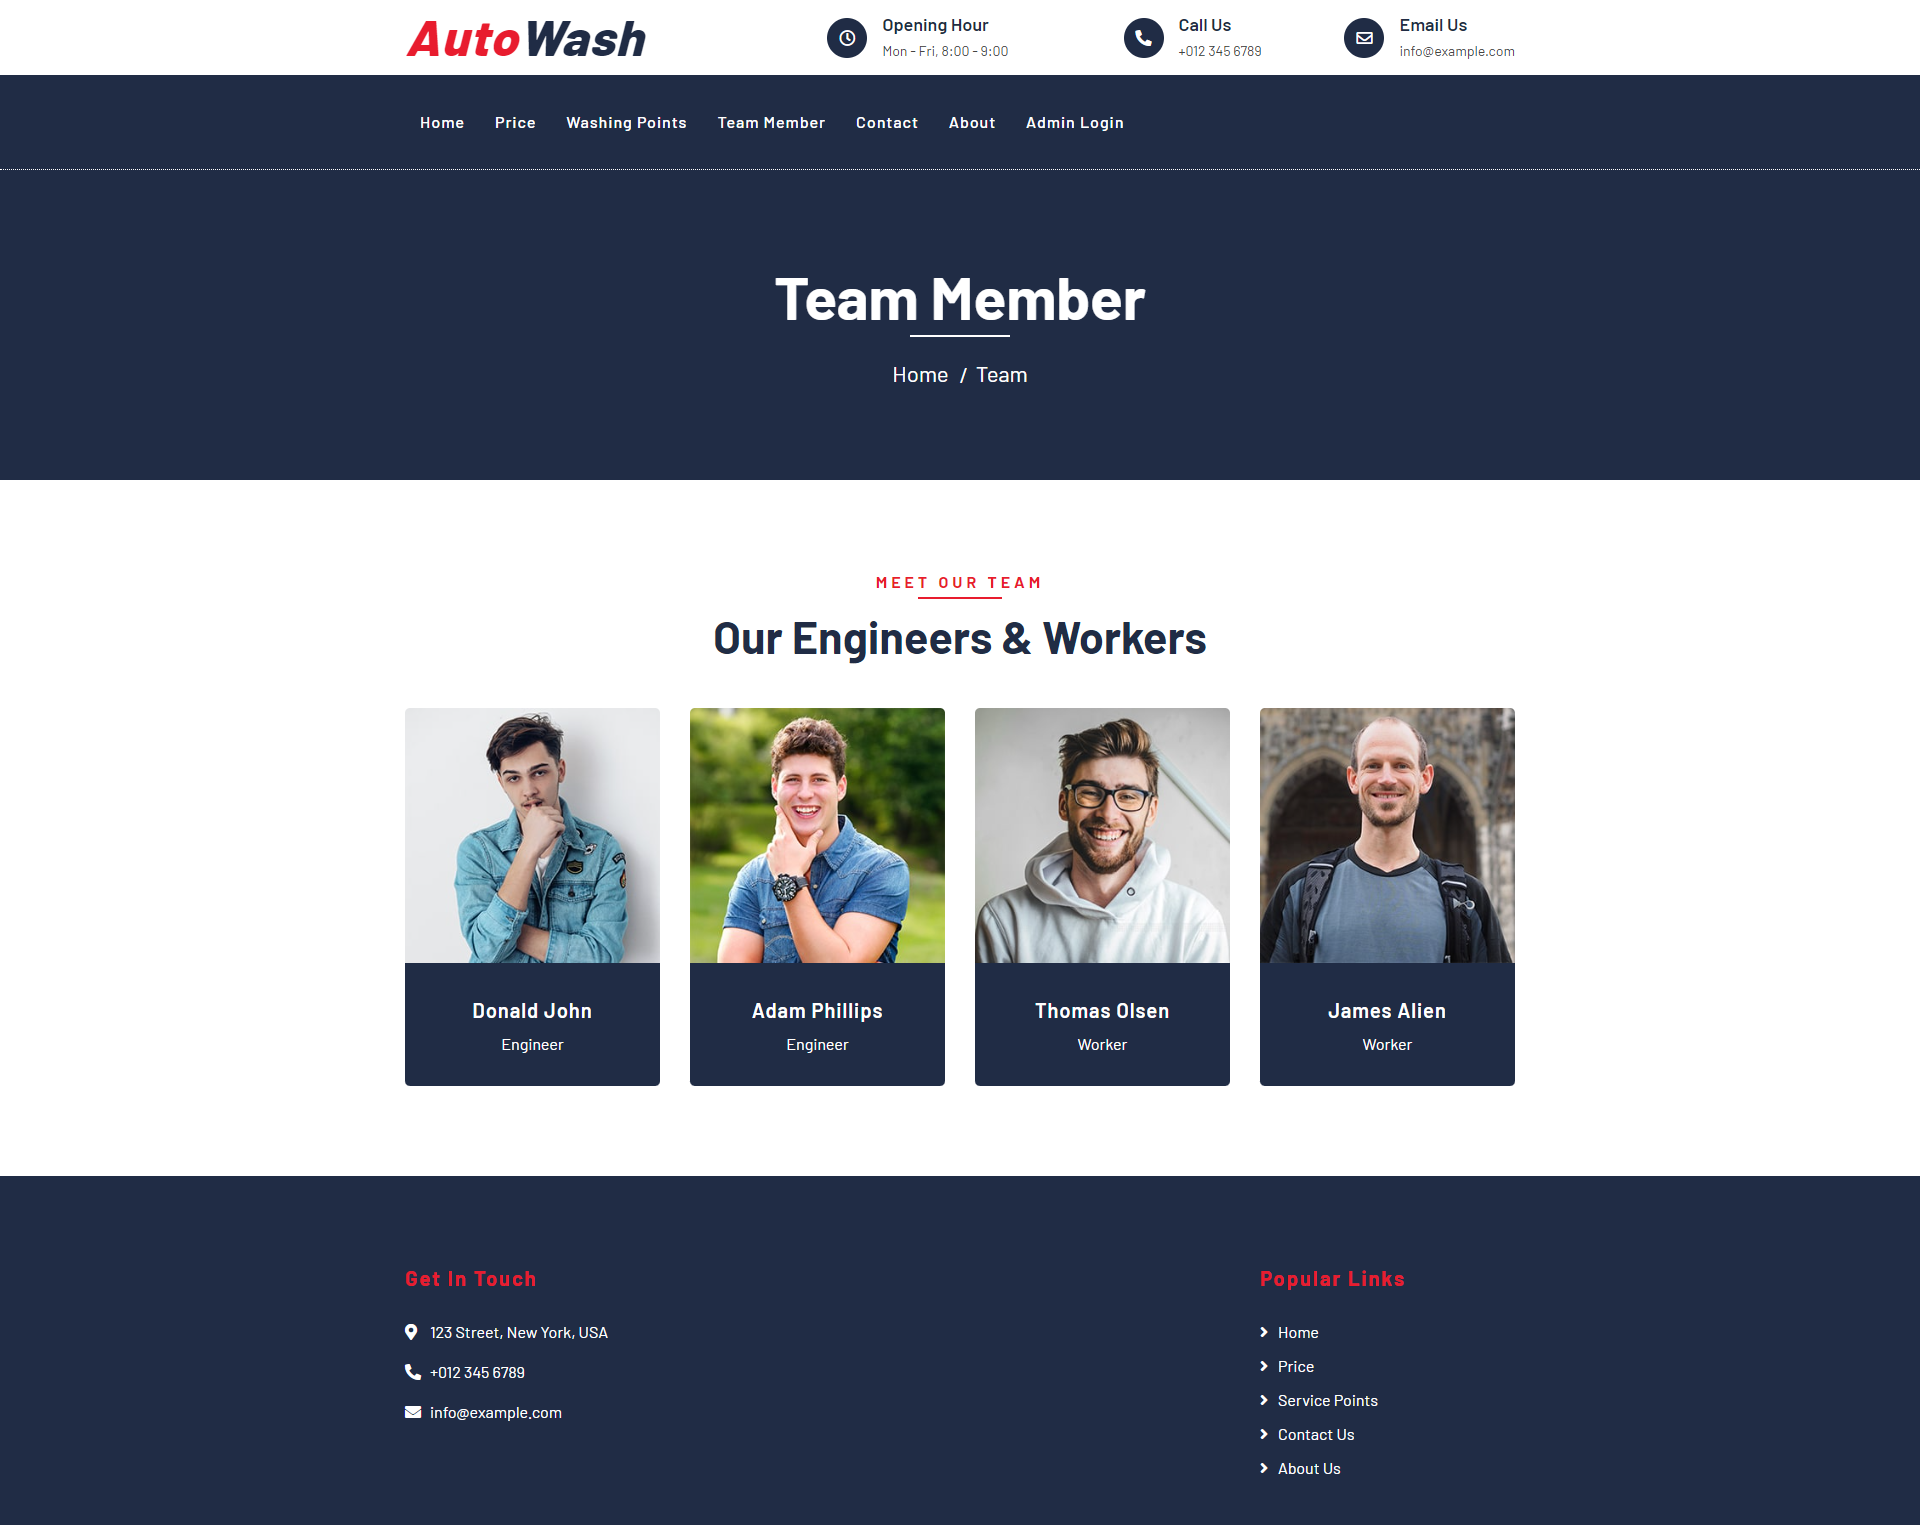 AutoWash
Opening Hour
Mon - Fri, 8:00 - 9:00
Call Us
+012 345 6789
Email Us
info@example.com
Home
Price
Washing Points
Team Member
Contact
About
Admin Login
Team Member
Home / Team
MEET OUR TEAM
Our Engineers & Workers
Donald John
Engineer
Adam Phillips
Engineer
Thomas Olsen
Worker
James Alien
Worker
Get In Touch
123 Street, New York, USA
+012 345 6789
info@example.com
Popular Links
Home
Price
Service Points
Contact Us
About Us